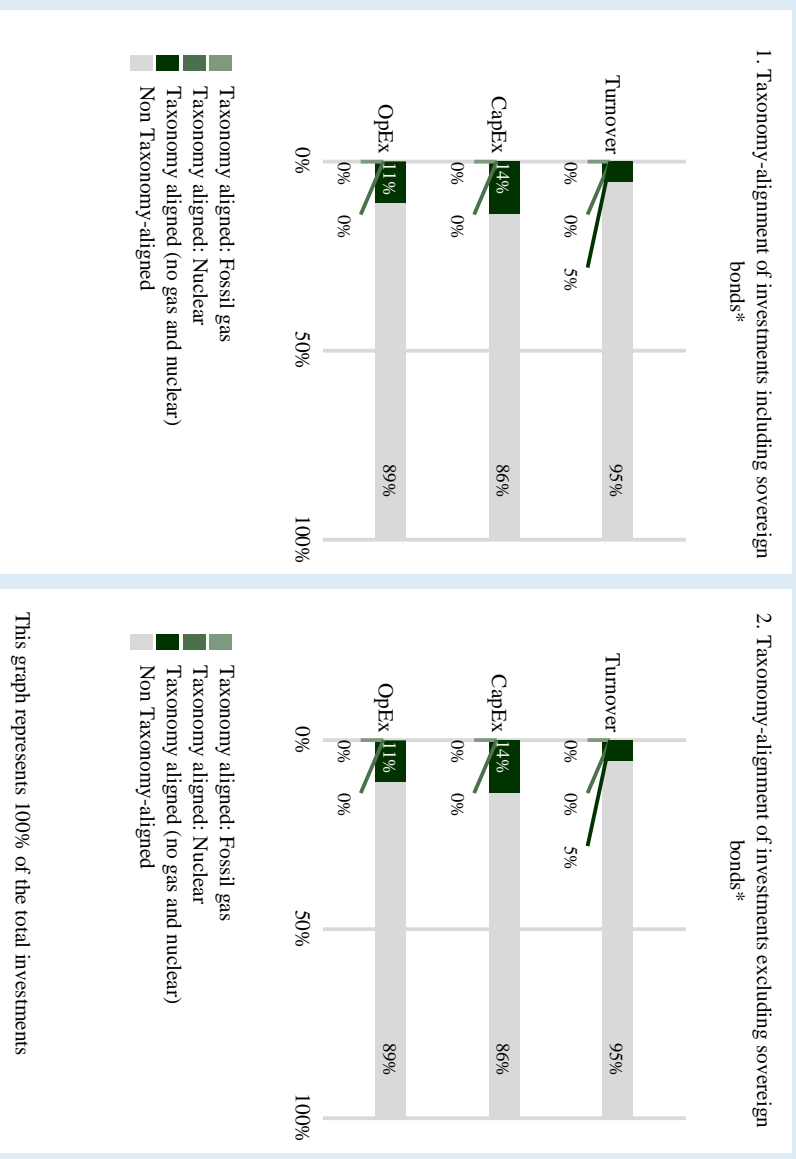 1. Taxonomy-alignment of investments including sovereign
bonds*
Turnover
0%
0%
5%
95%
CapEx
14%
0%
0%
86%
OpEx
11%
0%
0%
89%
0%
50%
100%
Taxonomy aligned: Fossil gas
Taxonomy aligned: Nuclear
Taxonomy aligned (no gas and nuclear)
Non Taxonomy-aligned
2. Taxonomy-alignment of investments excluding sovereign
bonds*
Turnover
0%
0%
5%
95%
CapEx
14%
0%
0%
86%
OpEx
11%
0%
0%
89%
0%
50%
100%
Taxonomy aligned: Fossil gas
Taxonomy aligned: Nuclear
Taxonomy aligned (no gas and nuclear)
Non Taxonomy-aligned
This graph represents 100% of the total investments